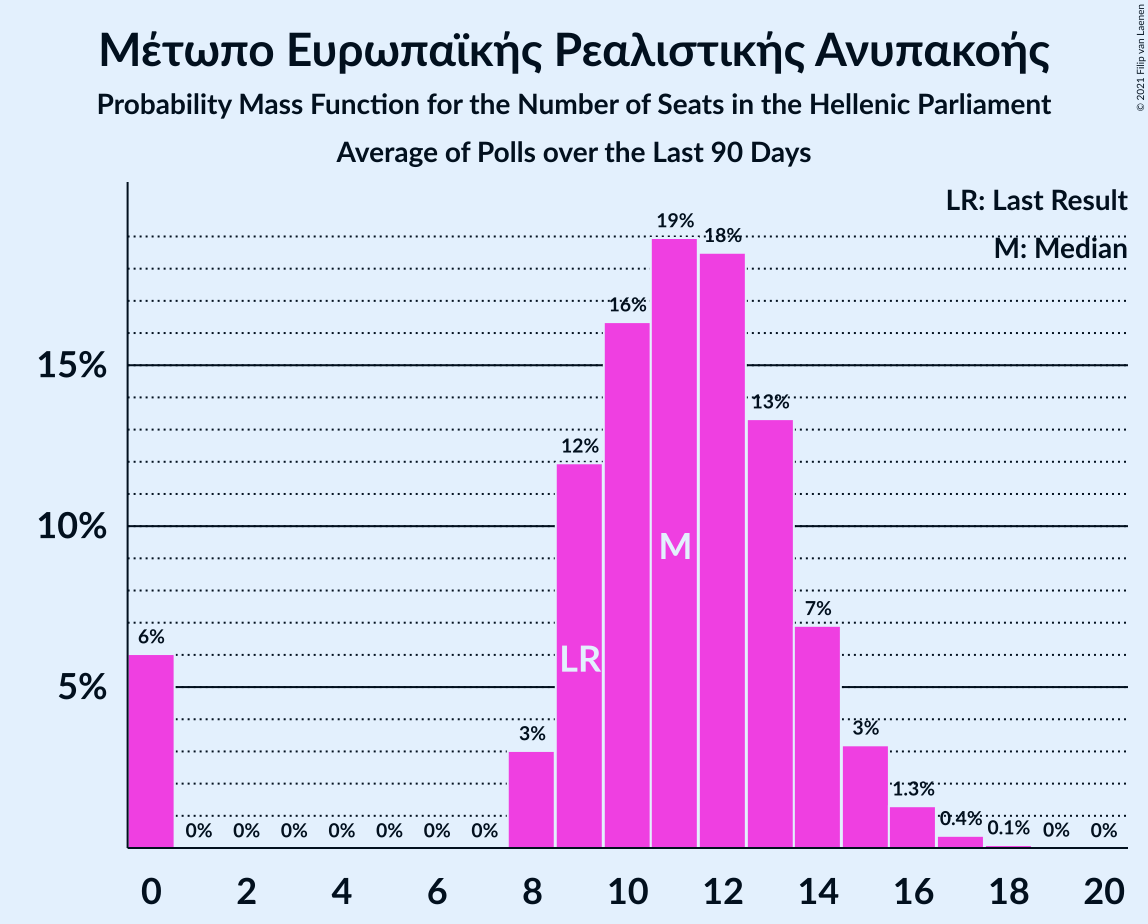 Μέτωπο Ευρωπαϊκής Ρεαλιστικής Ανυπακοής
Probability Mass Function for the Number of Seats in the Hellenic Parliament
Average of Polls over the Last 90 Days
© 2021 Filip van Laenen
LR: Last Result
M: Median
19%
18%
16%
15%
13%
12%
10%
M
7%
LR
6%
5%
3%
3%
1.3%
0.4%
0.1%
0% 0% 0% 0% 0% 0% 0% 0% 0%
0 2 4 6 8 10 12 14 16 18 20